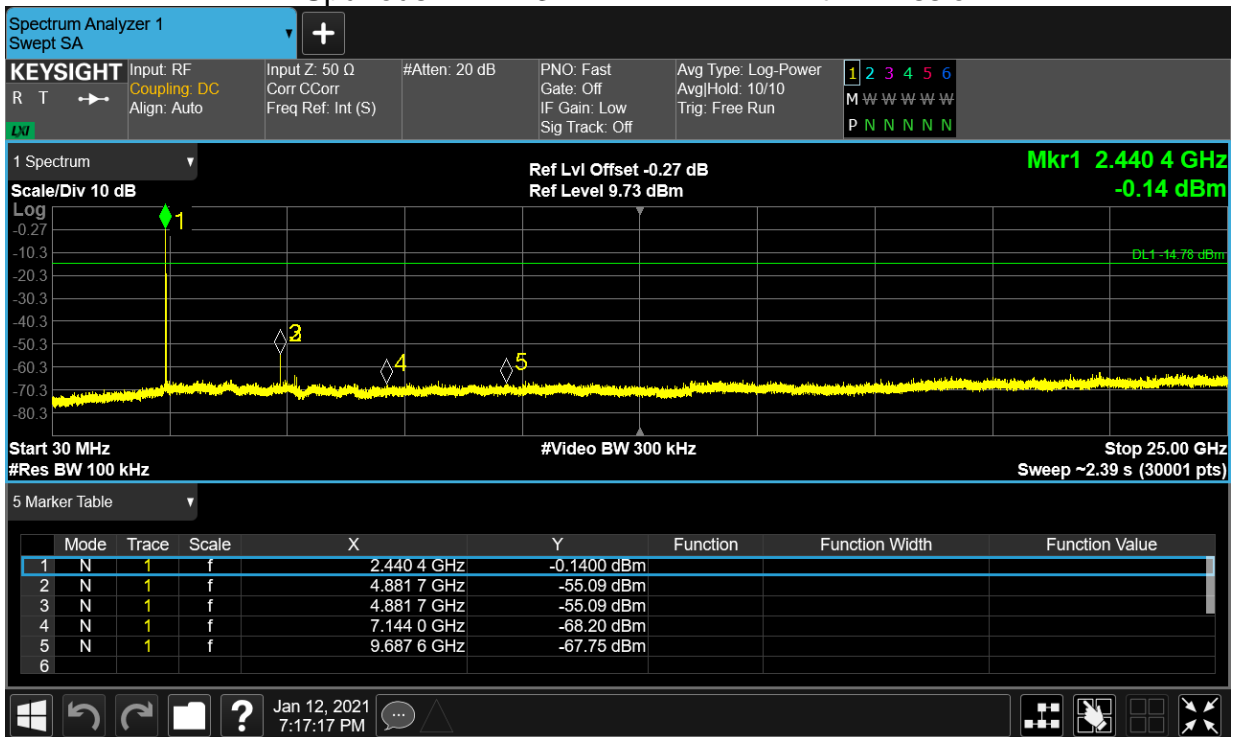 Spectrum Analyzer 1
Swept SA
+
KEYSIGHT
R T
LXI
Input: RF
Coupling: DC
Align: Auto
Input Z: 50 Ω
Corr CCorr
Freq Ref: Int (S)
#Atten: 20 dB
PNO: Fast
Gate: Off
IF Gain: Low
Sig Track: Off
Avg Type: Log-Power
Avg|Hold: 10/10
Trig: Free Run
1 2 3 4 5 6
M W W W W W
P N N N N N
1 Spectrum
Scale/Div 10 dB
Ref Lvl Offset -0.27 dB
Ref Level 9.73 dBm
Mkr1 2.440 4 GHz
-0.14 dBm
Log
1
-0.27
-10.3
DL1 -14.78 dBm
-20.3
-30.3
-40.3
3
-50.3
4
5
-60.3
-70.3
-80.3
Start 30 MHz
#Video BW 300 kHz
Stop 25.00 GHz
#Res BW 100 kHz
Sweep ~2.39 s (30001 pts)
5 Marker Table
Mode Trace Scale X Y Function Function Width Function Value
1 N 1 f 2.440 4 GHz -0.1400 dBm
2 N 1 f 4.881 7 GHz -55.09 dBm
3 N 1 f 4.881 7 GHz -55.09 dBm
4 N 1 f 7.144 0 GHz -68.20 dBm
5 N 1 f 9.687 6 GHz -67.75 dBm
6
?
Jan 12, 2021
7:17:17 PM